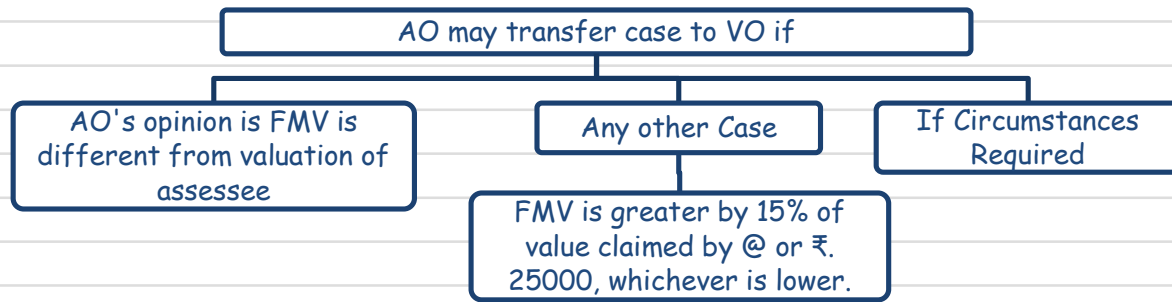 AO may transfer case to VO if
AO's opinion is FMV is
different from valuation of
assessee
Any other Case
FMV is greater by 15% of
value claimed by @ or ₹.
25000, whichever is lower.
If Circumstances
Required